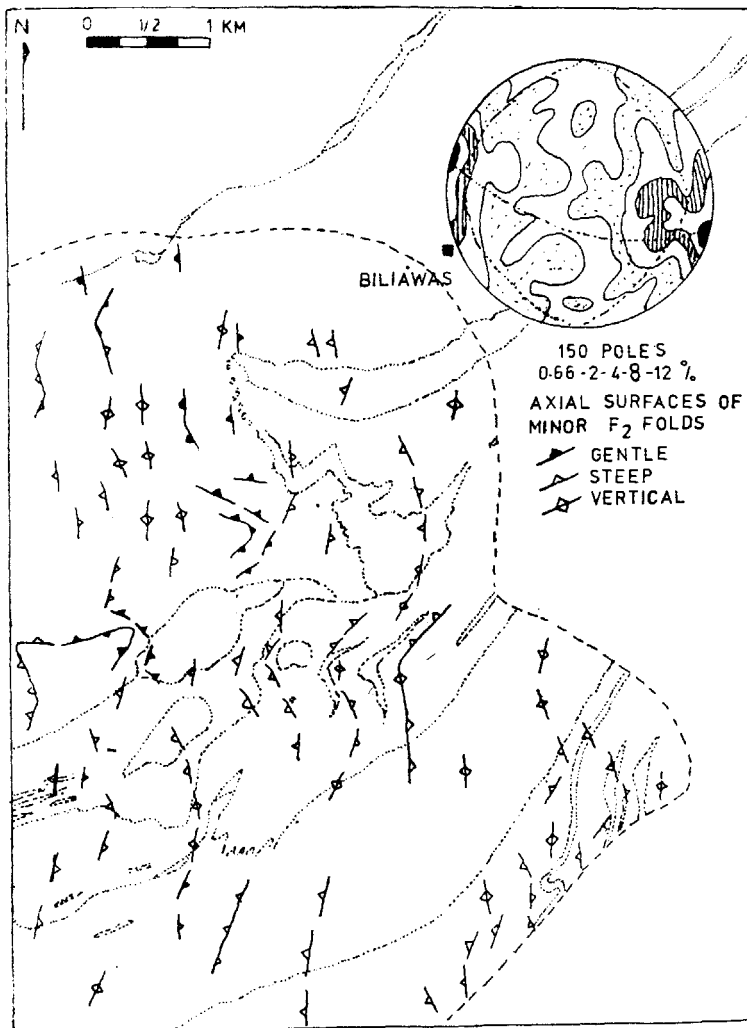 N
0 1/2 1 KM
BILIAWAS
150 POLES
0·66-2-4-8-12 %
AXIAL SURFACES OF
MINOR F₂ FOLDS
GENTLE
STEEP
VERTICAL